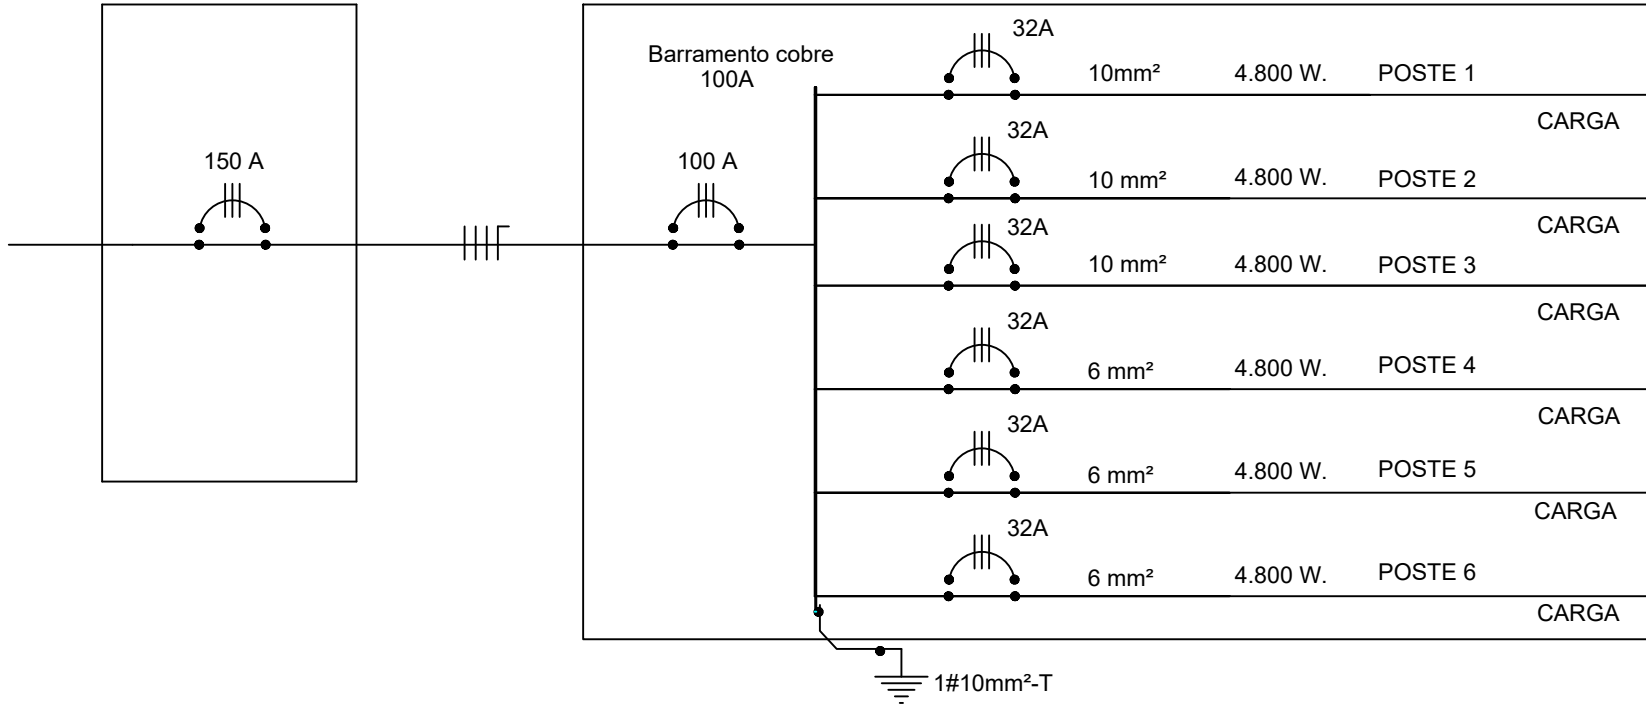 150 A
Barramento cobre
100A
100 A
32A
10mm² 4.800 W. POSTE 1
CARGA
32A
10 mm² 4.800 W. POSTE 2
CARGA
32A
10 mm² 4.800 W. POSTE 3
CARGA
32A
6 mm² 4.800 W. POSTE 4
CARGA
32A
6 mm² 4.800 W. POSTE 5
CARGA
32A
6 mm² 4.800 W. POSTE 6
CARGA
1#10mm²-T